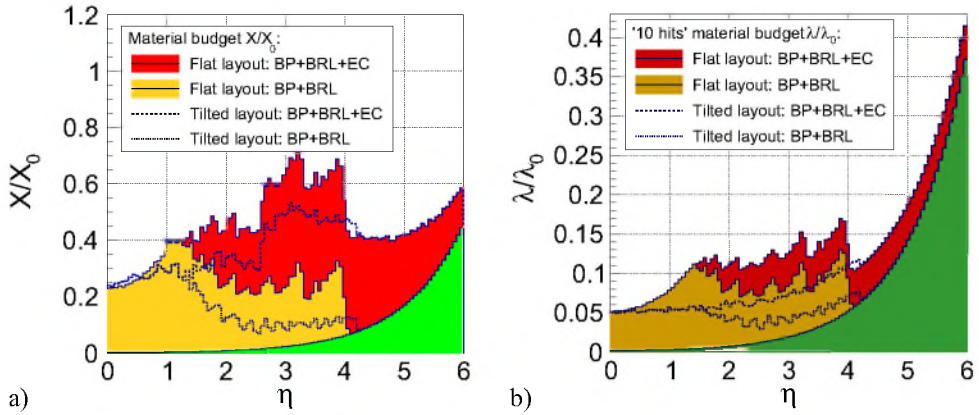 Material budget X/X₀:
Flat layout: BP+BRL+EC
Flat layout: BP+BRL
Tilted layout: BP+BRL+EC
Tilted layout: BP+BRL
X/X₀
1.2
1
0.8
0.6
0.4
0.2
0
0 1 2 3 4 5 6
η
a)
'10 hits' material budget λ/λ₀:
Flat layout: BP+BRL+EC
Flat layout: BP+BRL
Tilted layout: BP+BRL+EC
Tilted layout: BP+BRL
λ/λ₀
0.4
0.35
0.3
0.25
0.2
0.15
0.1
0.05
0
0 1 2 3 4 5 6
η
b)